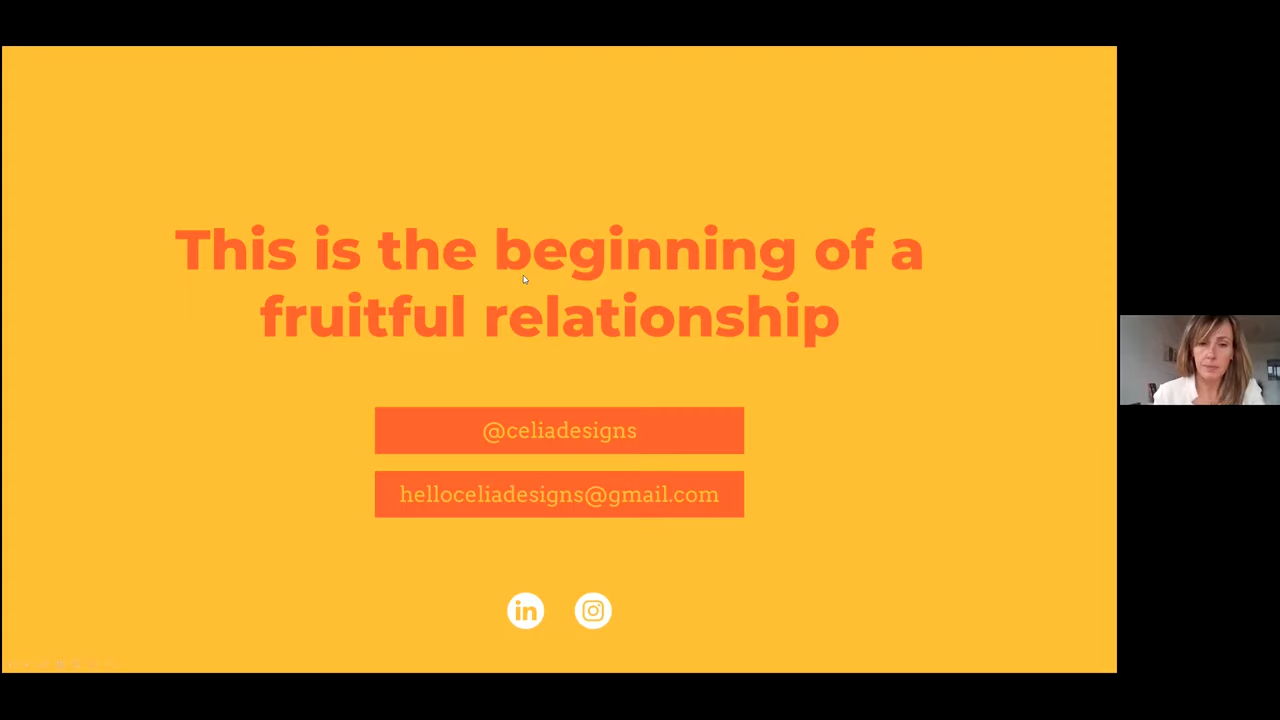 This is the beginning of a
fruitful relationship
@celiadesigns
helloceliadesigns@gmail.com
in